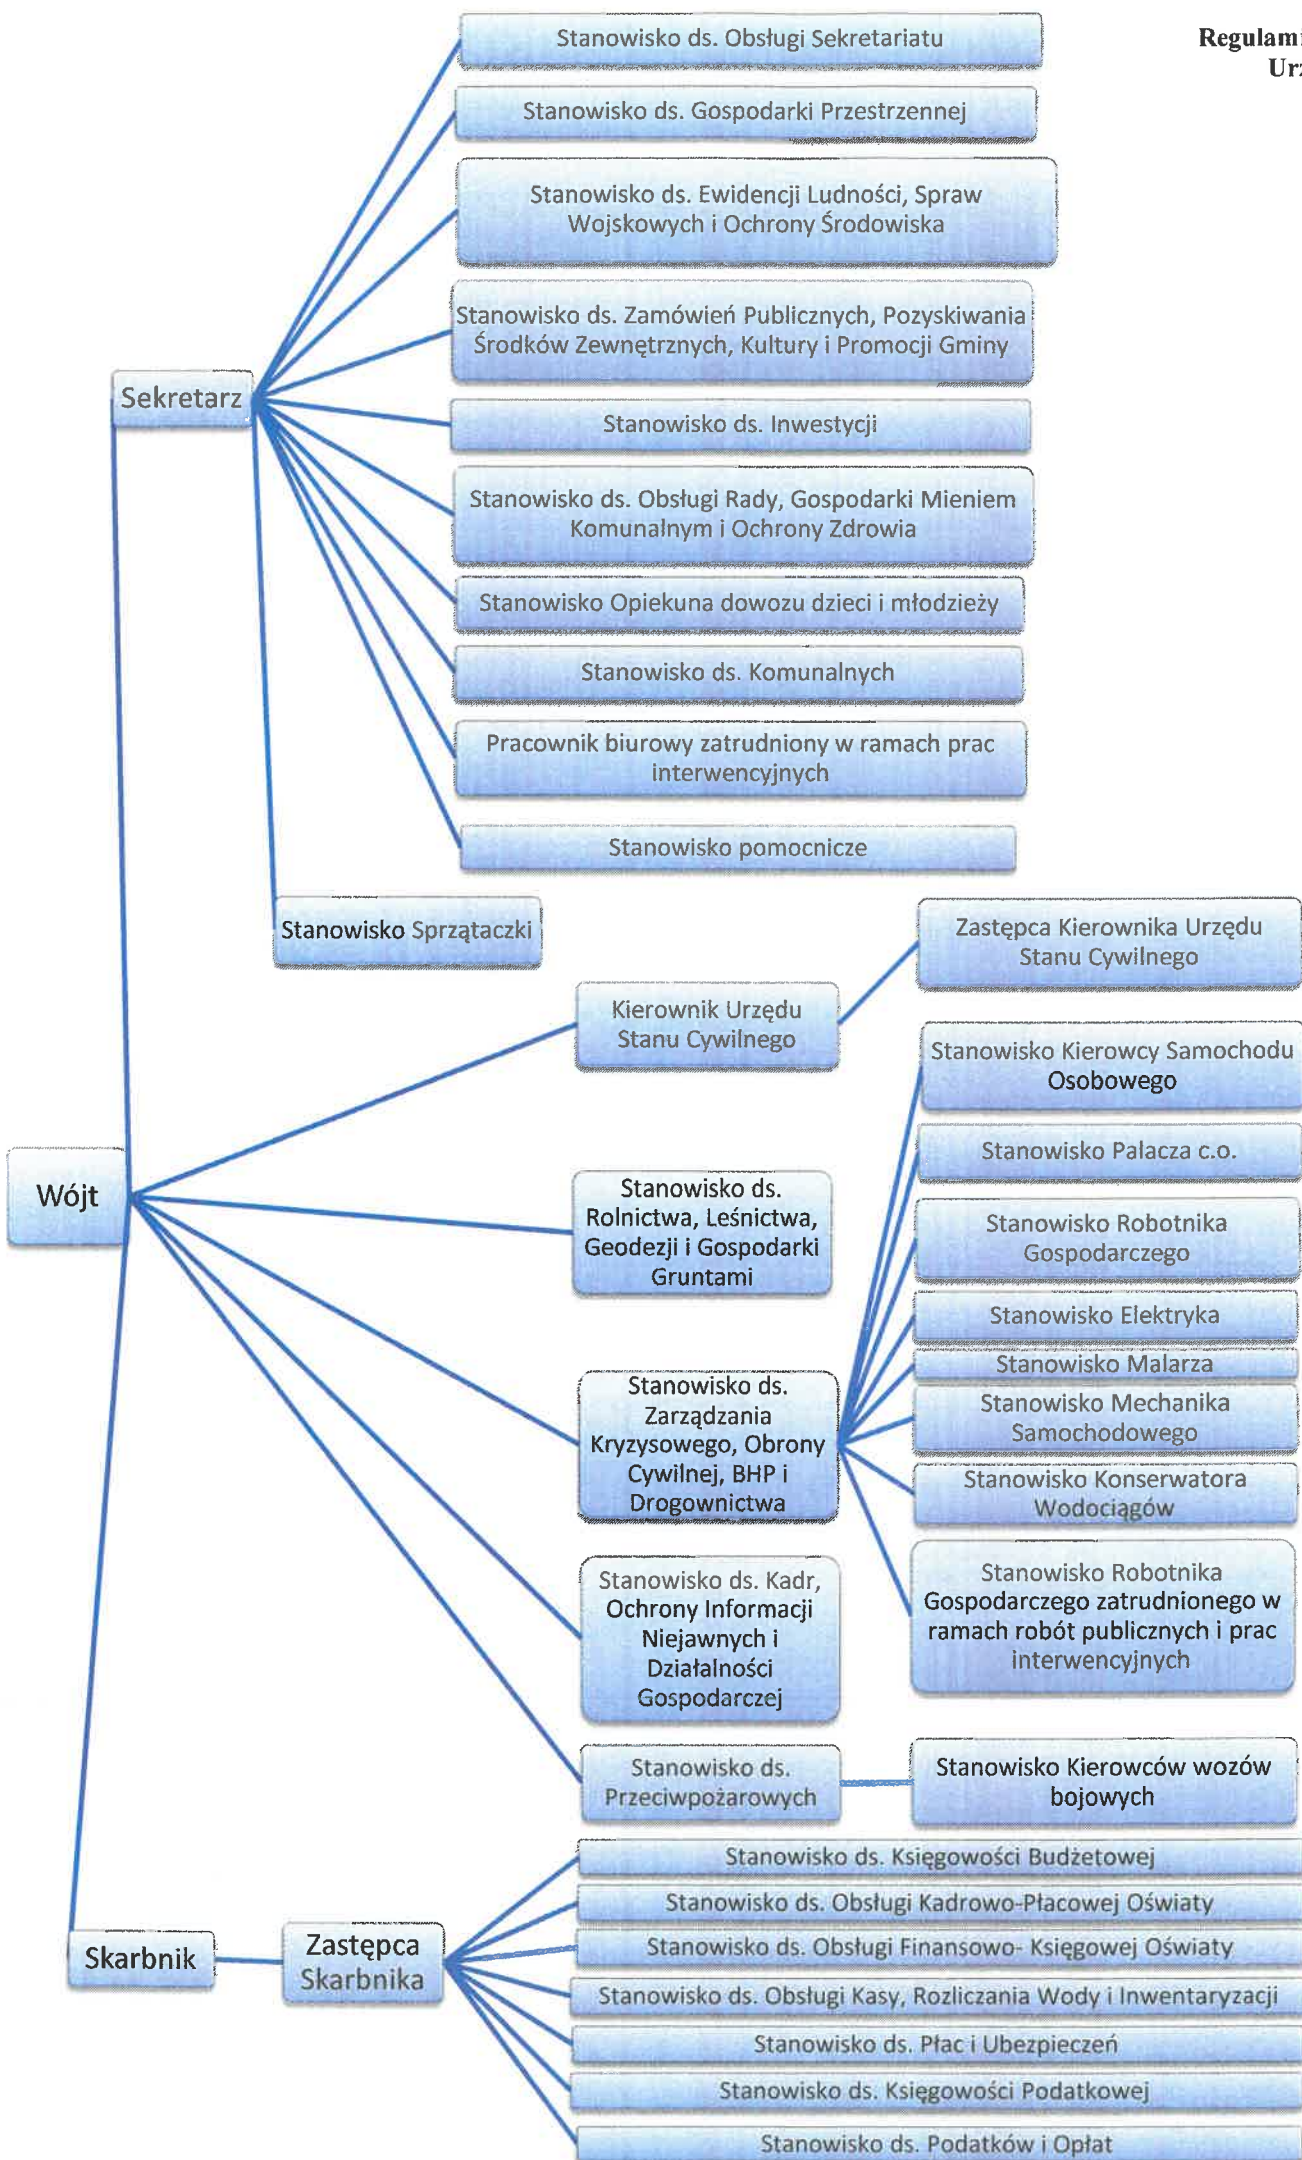 Regulami
Urz
Stanowisko ds. Obsługi Sekretariatu
Stanowisko ds. Gospodarki Przestrzennej
Stanowisko ds. Ewidencji Ludności, Spraw
Wojskowych i Ochrony Środowiska
Stanowisko ds. Zamówień Publicznych, Pozyskiwania
Środków Zewnętrznych, Kultury i Promocji Gminy
Sekretarz
Stanowisko ds. Inwestycji
Stanowisko ds. Obsługi Rady, Gospodarki Mieniem
Komunalnym i Ochrony Zdrowia
Stanowisko Opiekuna dowozu dzieci i młodzieży
Stanowisko ds. Komunalnych
Pracownik biurowy zatrudniony w ramach prac
interwencyjnych
Stanowisko pomocnicze
Stanowisko Sprzątaczki
Zastępca Kierownika Urzędu
Stanu Cywilnego
Kierownik Urzędu
Stanu Cywilnego
Stanowisko Kierowcy Samochodu
Osobowego
Stanowisko Palacza c.o.
Wójt
Stanowisko ds.
Rolnictwa, Leśnictwa,
Geodezji i Gospodarki
Gruntami
Stanowisko Robotnika
Gospodarczego
Stanowisko Elektryka
Stanowisko Malarza
Stanowisko ds.
Zarządzania
Kryzysowego, Obrony
Cywilnej, BHP i
Drogownictwa
Stanowisko Mechanika
Samochodowego
Stanowisko Konserwatora
Wodociągów
Stanowisko Robotnika
Gospodarczego zatrudnionego w
ramach robót publicznych i prac
interwencyjnych
Stanowisko ds. Kadr,
Ochrony Informacji
Niejawnych i
Działalności
Gospodarczej
Stanowisko ds.
Przeciwpożarowych
Stanowisko Kierowców wozów
bojowych
Skarbnik
Zastępca
Skarbnika
Stanowisko ds. Księgowości Budżetowej
Stanowisko ds. Obsługi Kadrowo-Płacowej Oświaty
Stanowisko ds. Obsługi Finansowo- Księgowej Oświaty
Stanowisko ds. Obsługi Kasy, Rozliczania Wody i Inwentaryzacji
Stanowisko ds. Płac i Ubezpieczeń
Stanowisko ds. Księgowości Podatkowej
Stanowisko ds. Podatków i Opłat